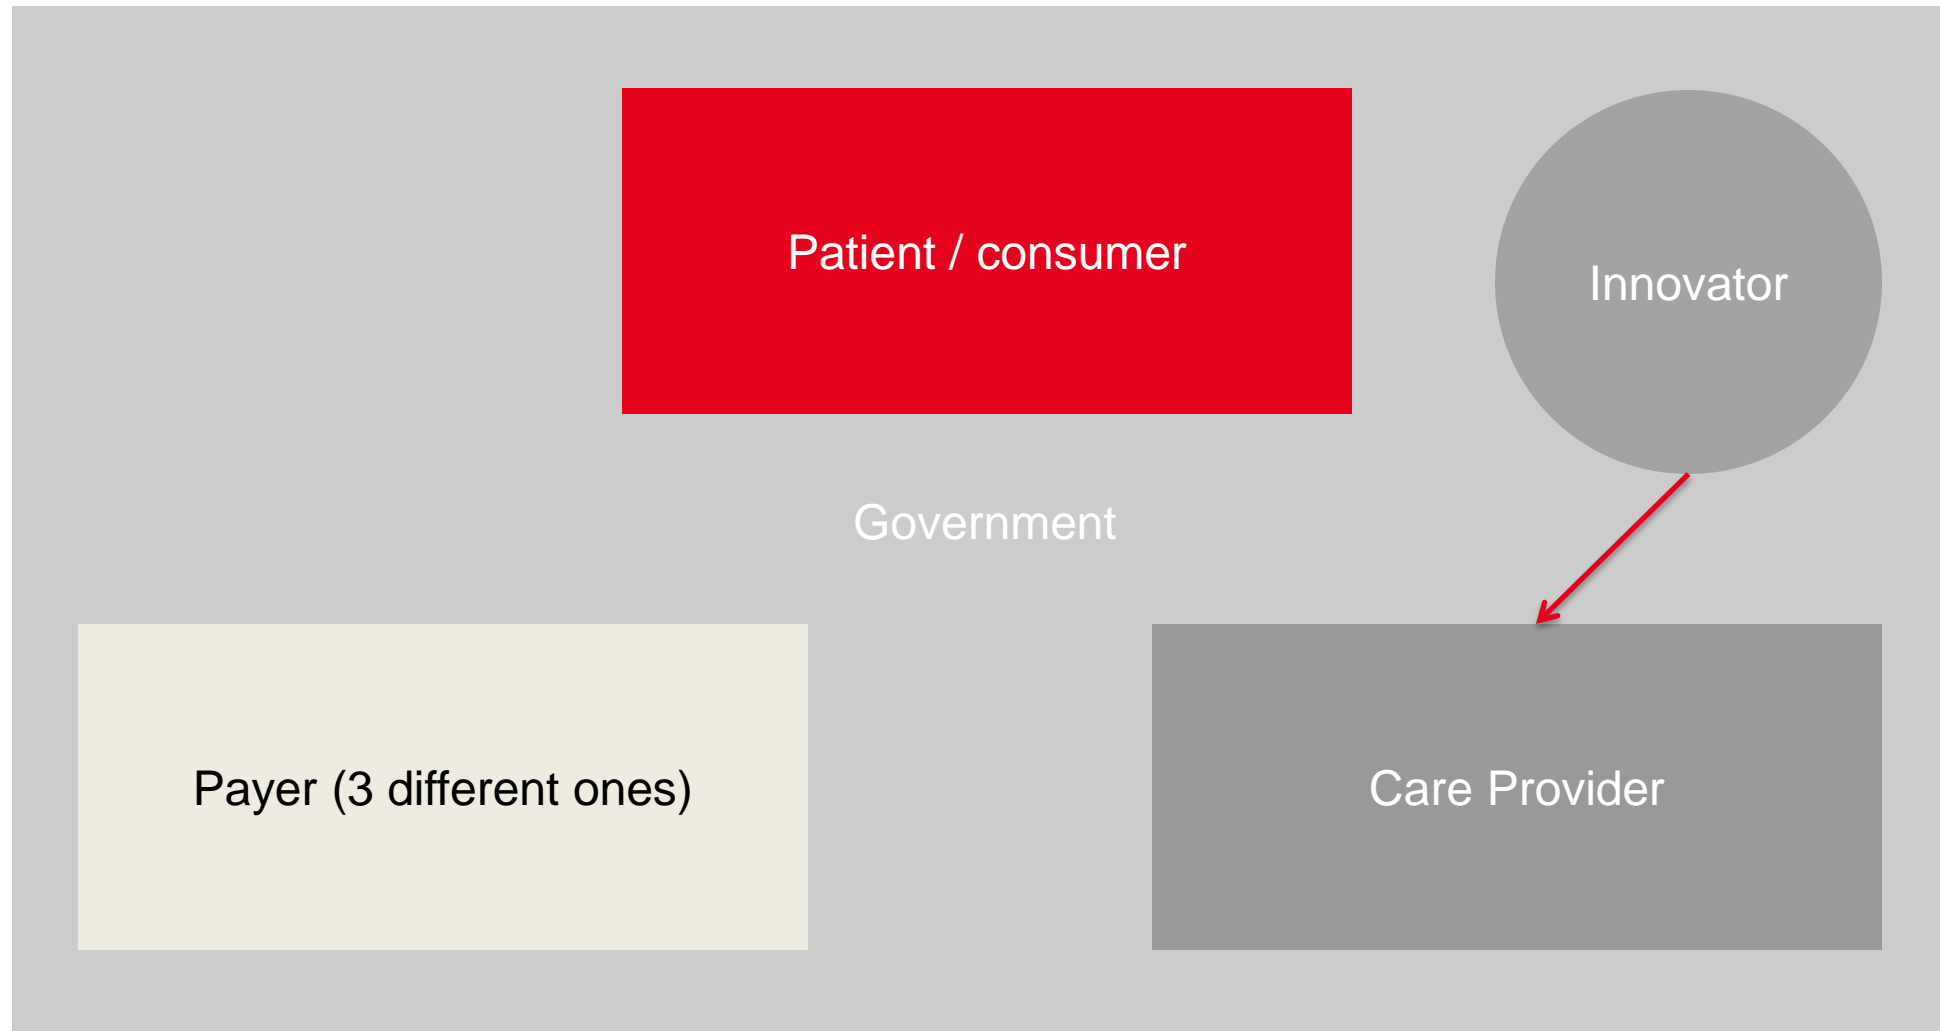 Patient / consumer
Innovator
Government
Payer (3 different ones)
Care Provider